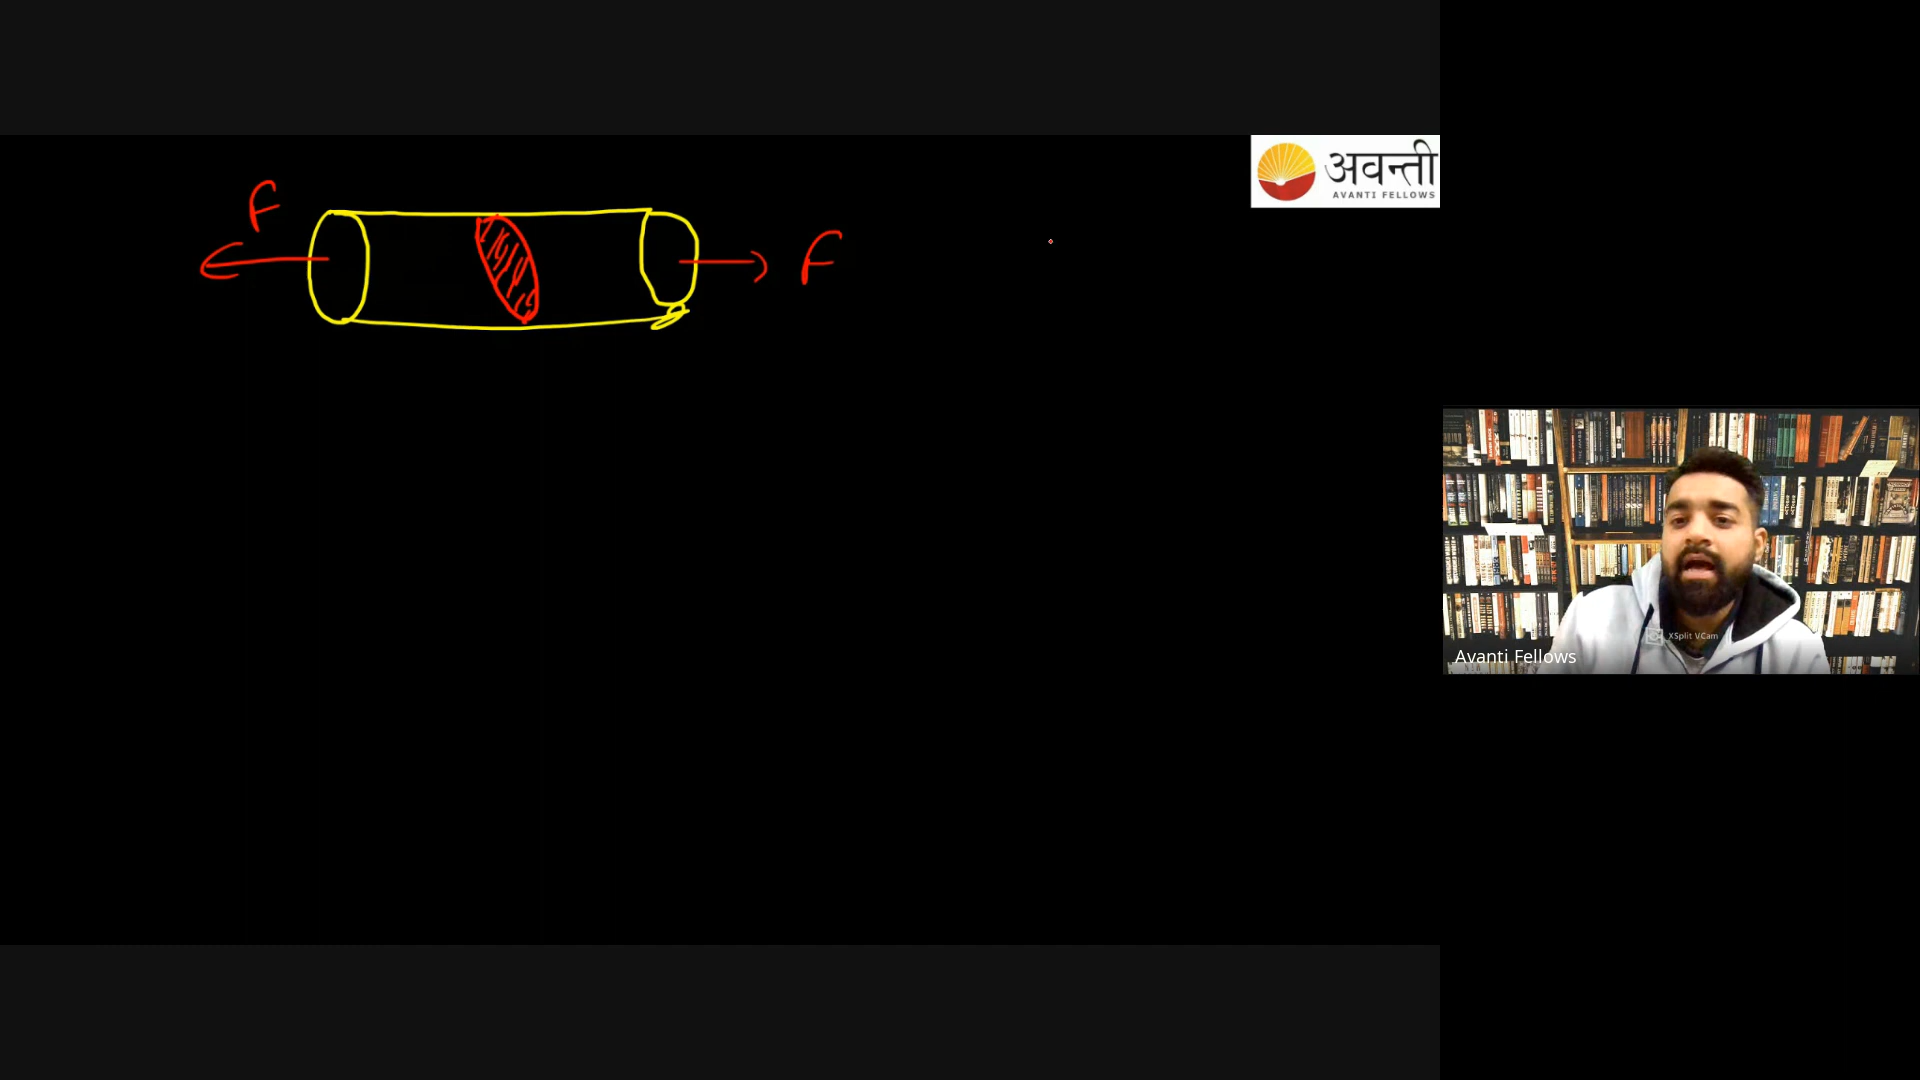 F
F
अवन्ती
AVANTI FELLOWS
XSplit VCam
Avanti Fellows